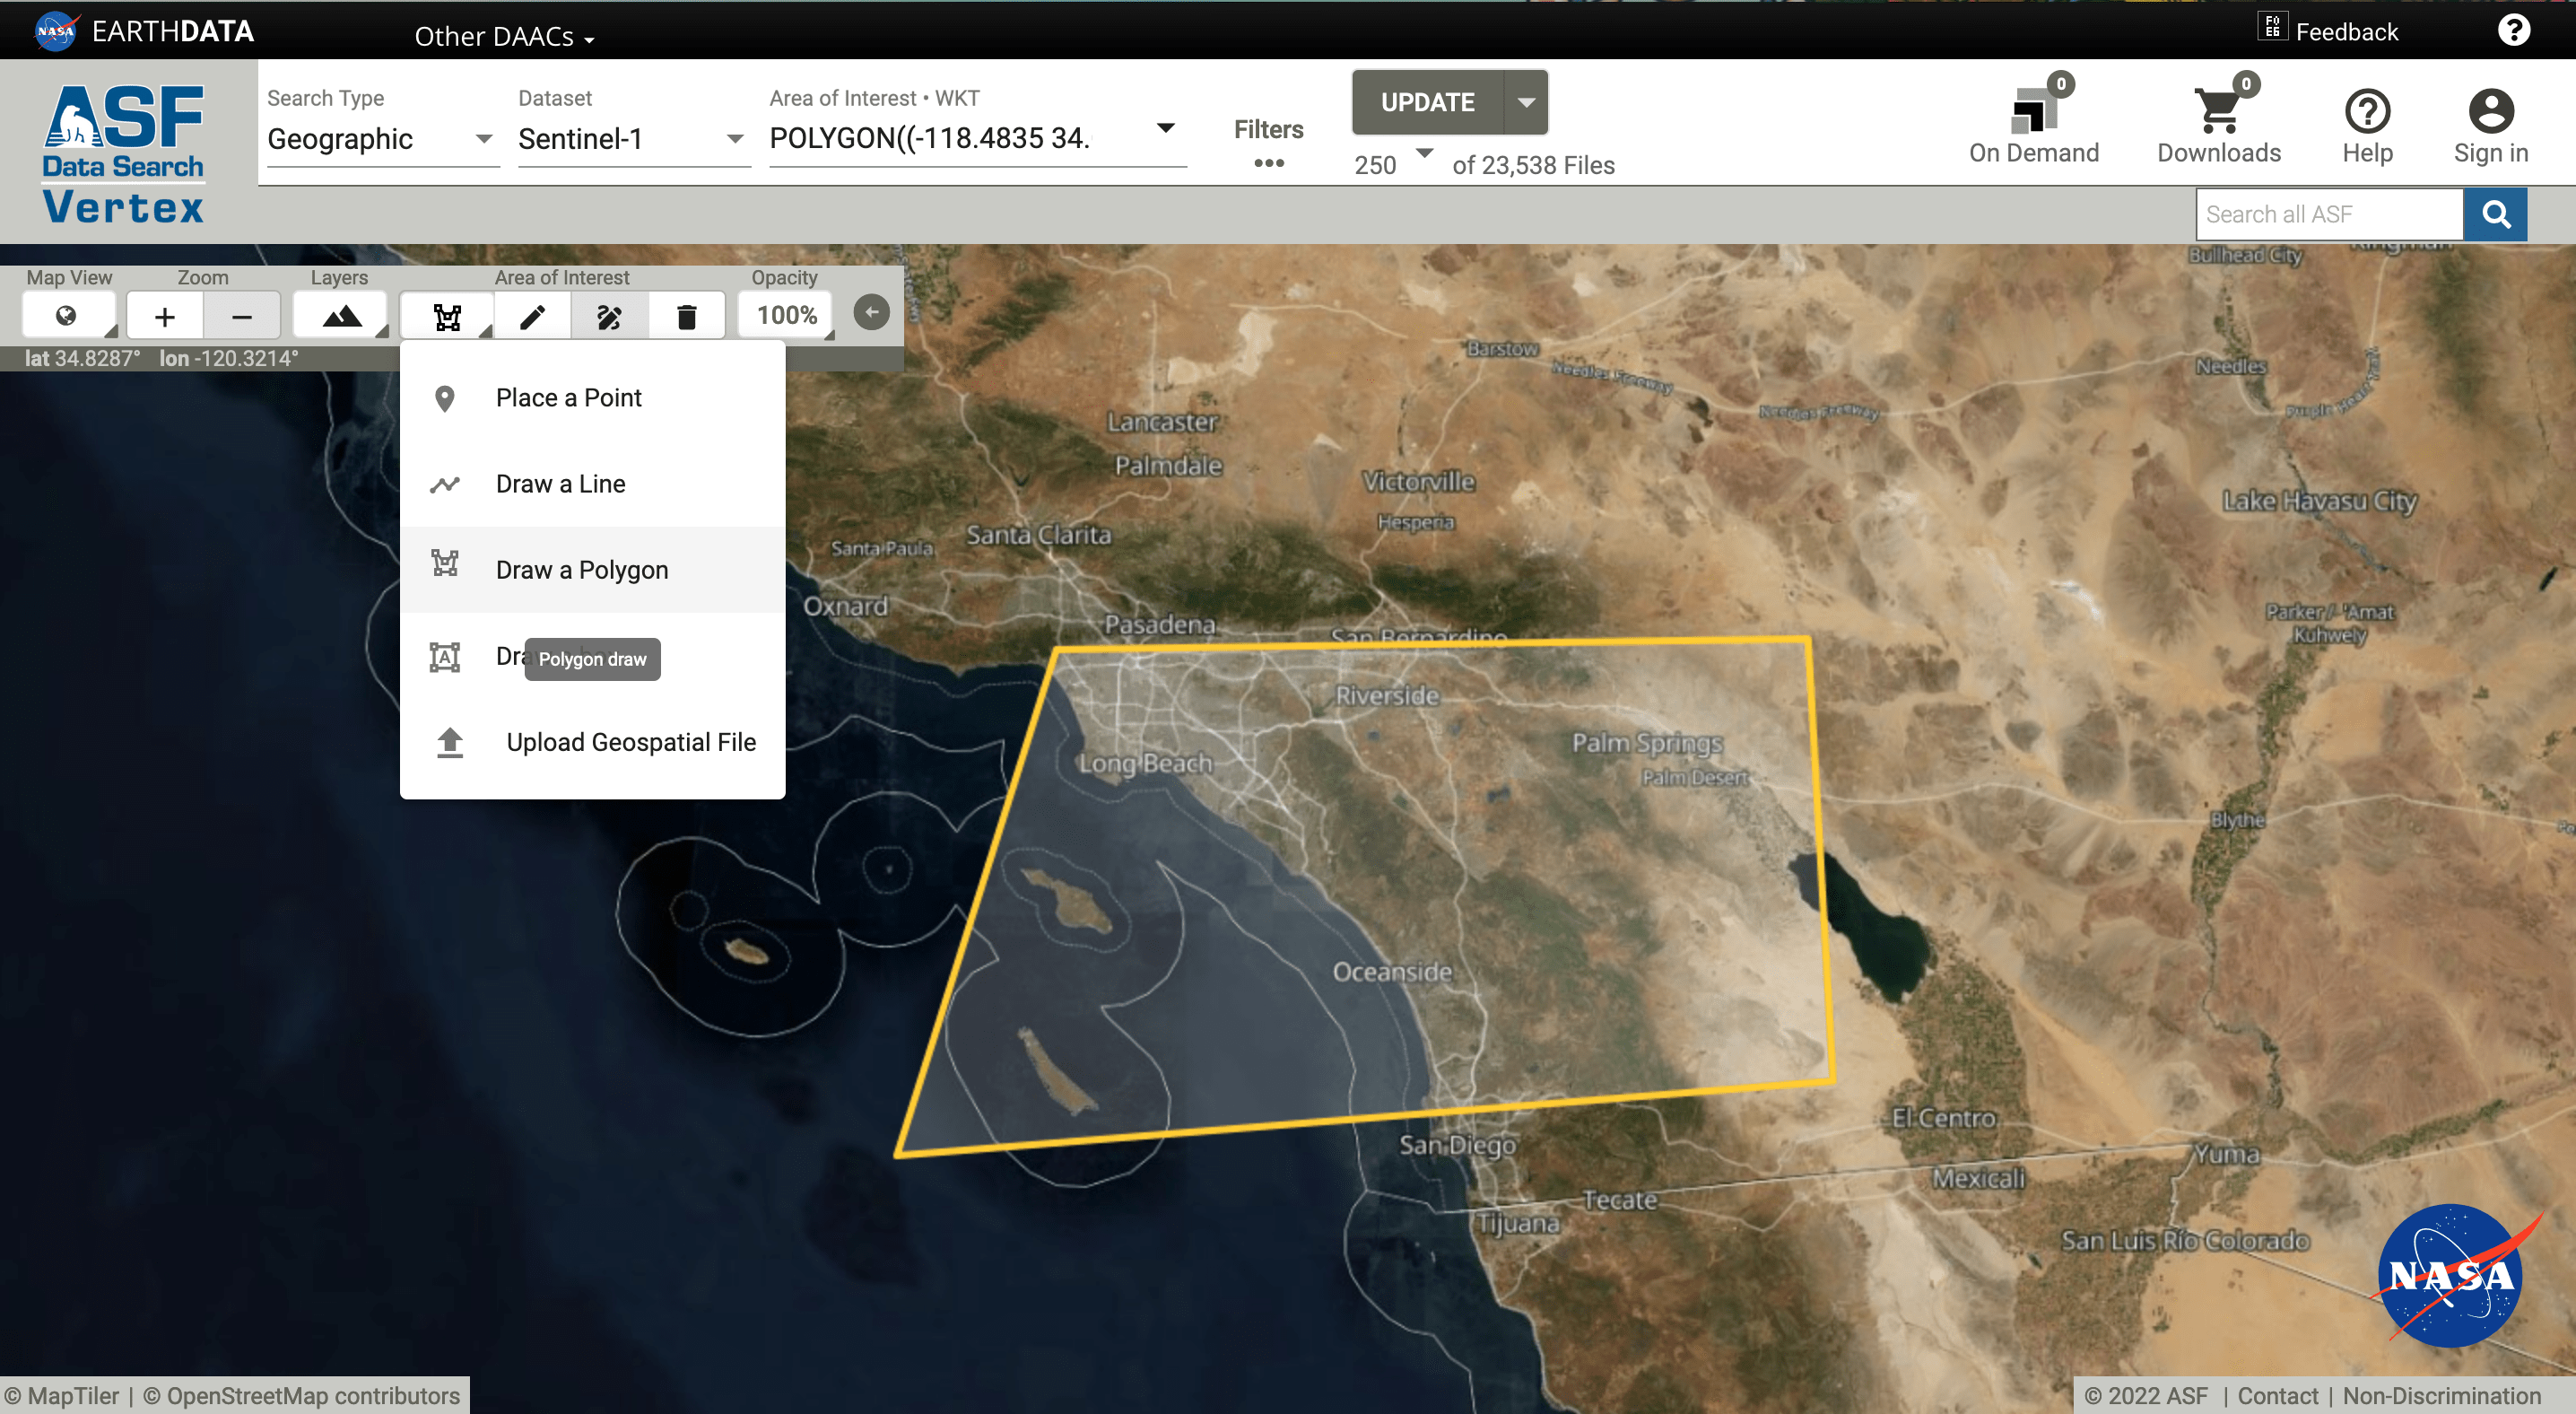 NASA EARTHDATA Other DAACs Feedback
ASF
Data Search
Vertex
Search Type Dataset Area of Interest • WKT
Geographic Sentinel-1 POLYGON((-118.4835 34.
Filters
UPDATE
250 of 23,538 Files
0 0
On Demand Downloads Help Sign in
Search all ASF
Map View Zoom Layers Area of Interest Opacity
100%
lat 34.8287° lon -120.3214°
Place a Point
Draw a Line
Draw a Polygon
Polygon draw
Upload Geospatial File
Bullhead City
Kingman
Barstow
Needles Freeway
Needles
Needles Freeway
Purple Heart Trail
Lancaster
Palmdale
Victorville
Hesperia
Lake Havasu City
Santa Clarita
Santa Paula
Oxnard
Pasadena
San Bernardino
Parker / 'Amat
Kuhwely
Riverside
Palm Springs
Long Beach
Palm Desert
Blythe
Oceanside
El Centro
San Diego
Yuma
Mexicali
Tecate
Tijuana
San Luis Río Colorado
NASA
© MapTiler | © OpenStreetMap contributors
© 2022 ASF | Contact | Non-Discrimination